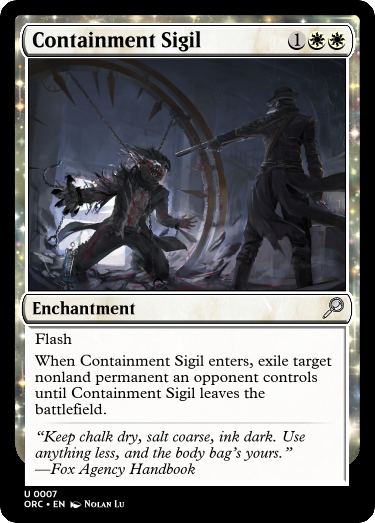 Containment Sigil 1
Enchantment
Flash
When Containment Sigil enters, exile target
nonland permanent an opponent controls
until Containment Sigil leaves the
battlefield.
“Keep chalk dry, salt coarse, ink dark. Use
anything less, and the body bag’s yours.”
—Fox Agency Handbook
U 0007
ORC • EN Nolan Lu